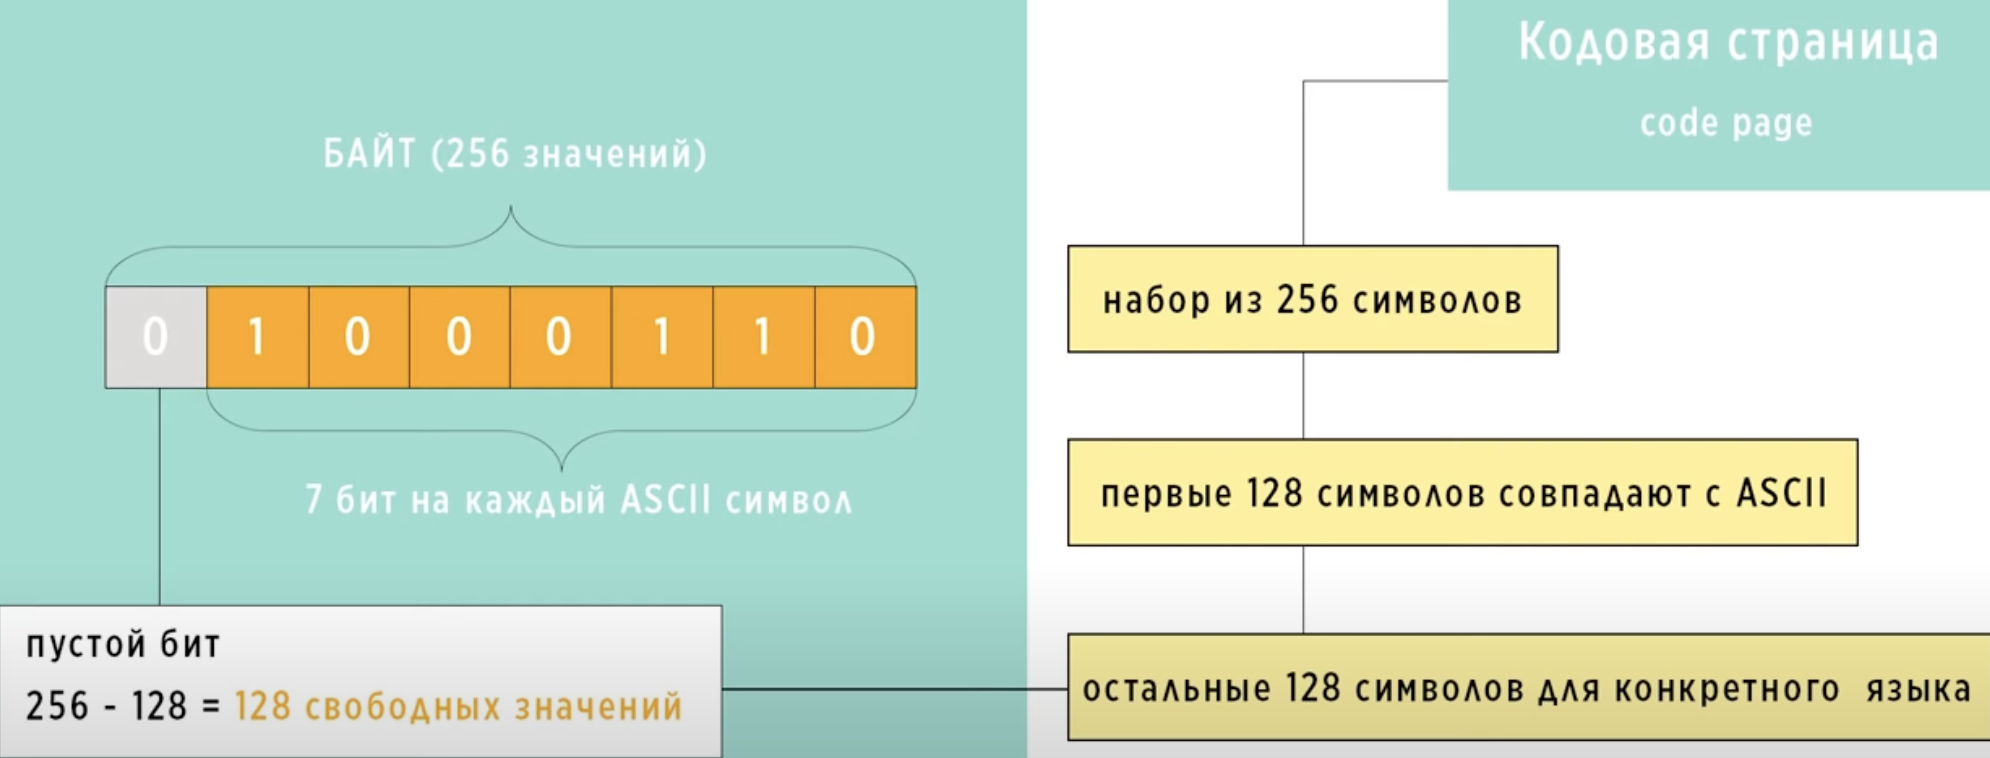 БАЙТ (256 значений)
0 1 0 0 0 1 1 0
7 бит на каждый ASCII символ
пустой бит
256 - 128 = 128 свободных значений
Кодовая страница
code page
набор из 256 символов
первые 128 символов совпадают с ASCII
остальные 128 символов для конкретного языка